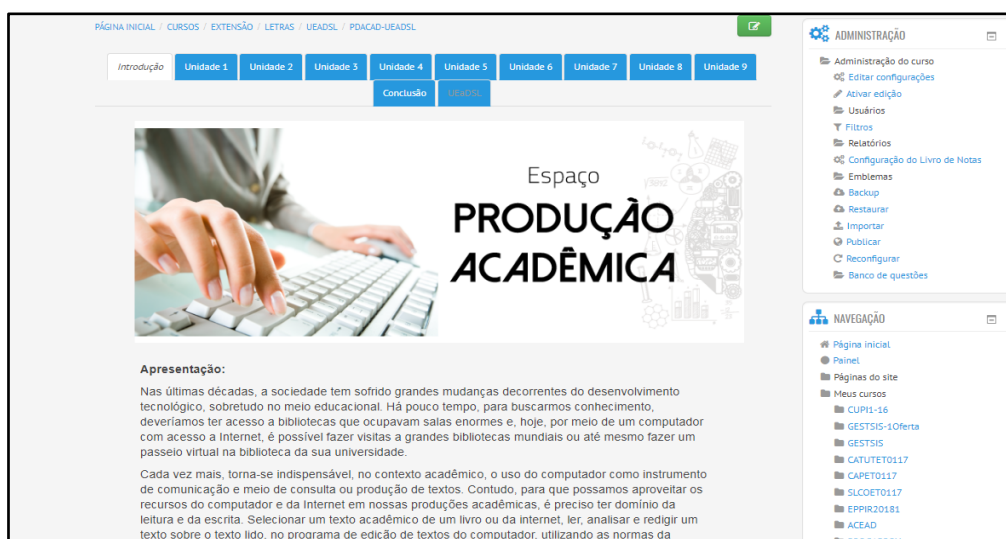 PÁGINA INICIAL / CURSOS / EXTENSÃO / LETRAS / UEADSL / PDACAD-UEADSL
Introdução Unidade 1 Unidade 2 Unidade 3 Unidade 4 Unidade 5 Unidade 6 Unidade 7 Unidade 8 Unidade 9
Conclusão UEaDSL
Espaço
PRODUÇÃO
ACADÊMICA
Apresentação:
Nas últimas décadas, a sociedade tem sofrido grandes mudanças decorrentes do desenvolvimento
tecnológico, sobretudo no meio educacional. Há pouco tempo, para buscarmos conhecimento,
deveríamos ter acesso a bibliotecas que ocupavam salas enormes e, hoje, por meio de um computador
com acesso a Internet, é possível fazer visitas a grandes bibliotecas mundiais ou até mesmo fazer um
passeio virtual na biblioteca da sua universidade.
Cada vez mais, torna-se indispensável, no contexto acadêmico, o uso do computador como instrumento
de comunicação e meio de consulta ou produção de textos. Contudo, para que possamos aproveitar os
recursos do computador e da Internet em nossas produções acadêmicas, é preciso ter domínio da
leitura e da escrita. Selecionar um texto acadêmico de um livro ou da internet, ler, analisar e redigir um
texto sobre o texto lido, no programa de edição de textos do computador, utilizando as normas da
ADMINISTRAÇÃO
Administração do curso
Editar configurações
Ativar edição
Usuários
Filtros
Relatórios
Configuração do Livro de Notas
Emblemas
Backup
Restaurar
Importar
Publicar
Reconfigurar
Banco de questões
NAVEGAÇÃO
Página inicial
Painel
Páginas do site
Meus cursos
CUPI1-16
GESTSIS-1Oferta
GESTSIS
CATUTET0117
CAPET0117
SLCOET0117
EPPIR20181
ACEAD